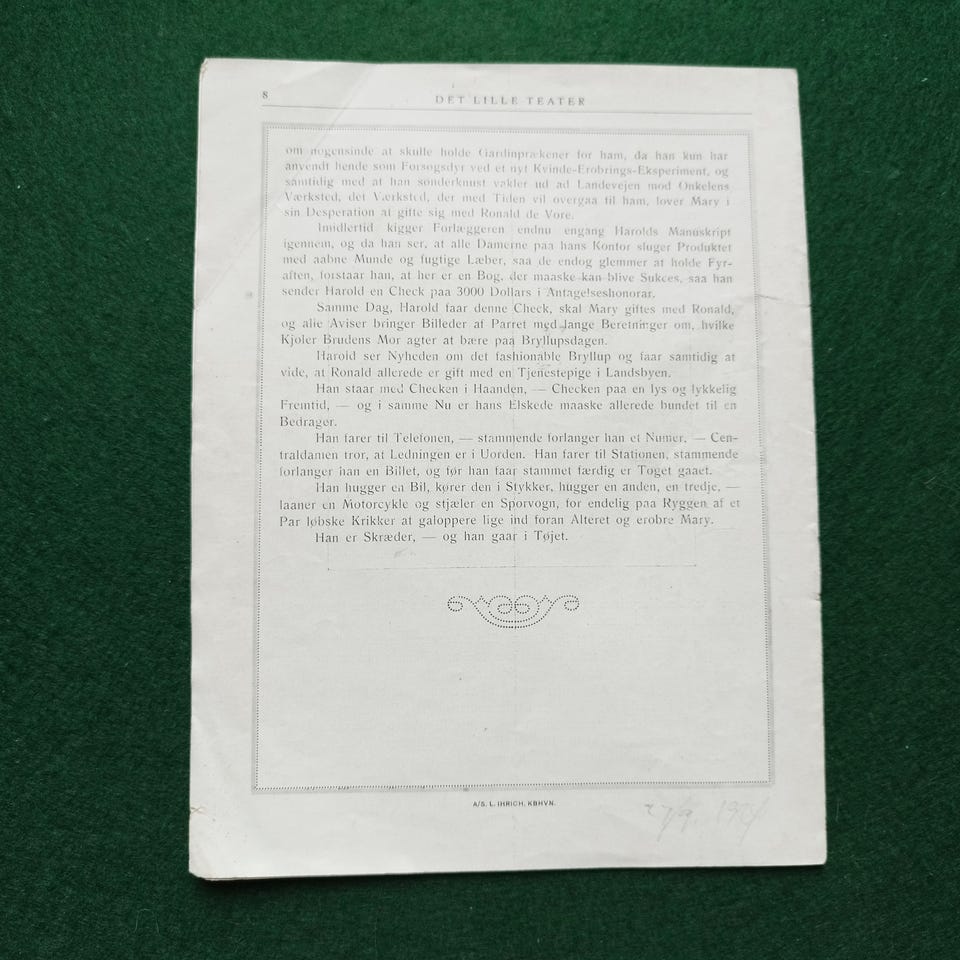 8
DET LILLE TEATER
om nogensinde at skulle holde Gardinprækener for ham, da han kun har
anvendt hende som Forsøgsdyr ved et nyt Kvinde-Erobrings-Eksperiment, og
samtidig med at han sønderknust vakler ud ad Landevejen mod Onkelens
Værksted, det Værksted, der med Tiden vil overgaa til ham, lover Mary i
sin Desperation at gifte sig med Ronald de Vore.
Imidlertid kigger Forlæggeren endnu engang Harolds Manuskript
igennem, og da han ser, at alle Damerne paa hans Kontor sluger Produktet
med aabne Munde og fugtige Læber, saa de endog glemmer at holde Fyr-
aften, forstaar han, at her er en Bog, der maaske kan blive Sukces, saa han
sender Harold en Check paa 3000 Dollars i Antagelseshonorar.
Samme Dag, Harold faar denne Check, skal Mary giftes med Ronald,
og alle Aviser bringer Billeder af Parret med lange Beretninger om, hvilke
Kjoler Brudens Mor agter at bære paa Bryllupsdagen.
Harold ser Nyheden om det fashionable Bryllup og faar samtidig at
vide, at Ronald allerede er gift med en Tjenestepige i Landsbyen.
Han staar med Checken i Haanden, — Checken paa en lys og lykkelig
Fremtid, — og i samme Nu er hans Elskede maaske allerede bundet til en
Bedrager.
Han farer til Telefonen, — stammende forlanger han et Numer, — Cen-
traldamen tror, at Ledningen er i Uorden. Han farer til Stationen, stammende
forlanger han en Billet, og før han faar stammet færdig er Toget gaaet.
Han hugger en Bil, kører den i Stykker, hugger en anden, en tredje, —
laaner en Motorcykle og stjæler en Sporvogn, for endelig paa Ryggen af et
Par løbske Krikker at galoppere lige ind foran Alteret og erobre Mary.
Han er Skræder, — og han gaar i Tøjet.
A/S. L. IHRICH, KBHVN.
27/9.